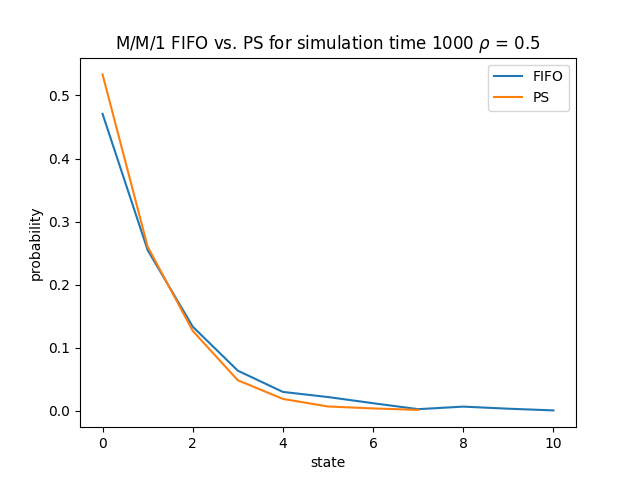 M/M/1 FIFO vs. PS for simulation time 1000 ρ = 0.5
FIFO
PS
probability
0.5
0.4
0.3
0.2
0.1
0.0
0 2 4 6 8 10
state